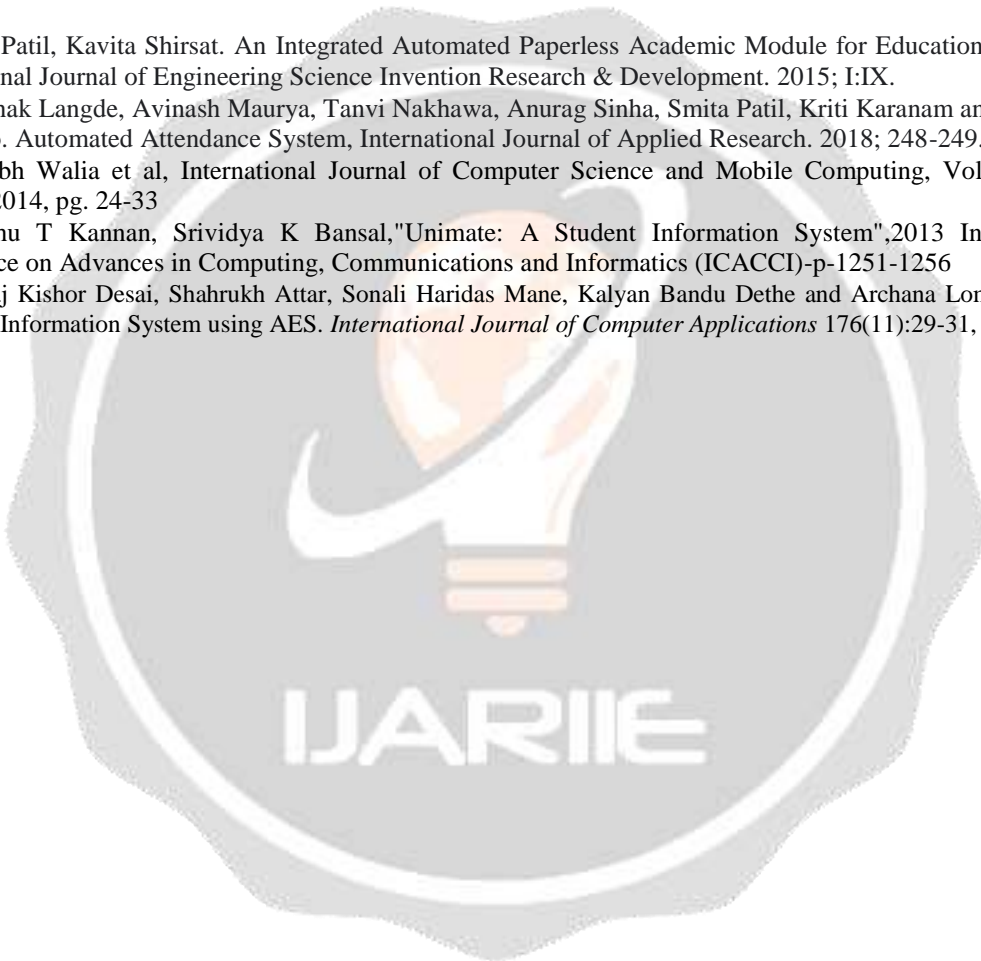 Patil, Kavita Shirsat. An Integrated Automated Paperless Academic Module for Education
nal Journal of Engineering Science Invention Research & Development. 2015; I:IX.
nak Langde, Avinash Maurya, Tanvi Nakhawa, Anurag Sinha, Smita Patil, Kriti Karanam an
. Automated Attendance System, International Journal of Applied Research. 2018; 248-249.
bh Walia et al, International Journal of Computer Science and Mobile Computing, Vol
2014, pg. 24-33
nu T Kannan, Srividya K Bansal,"Unimate: A Student Information System",2013 In
ce on Advances in Computing, Communications and Informatics (ICACCI)-p-1251-1256
j Kishor Desai, Shahrukh Attar, Sonali Haridas Mane, Kalyan Bandu Dethe and Archana Lon
Information System using AES. International Journal of Computer Applications 176(11):29-31,
IJARIIE